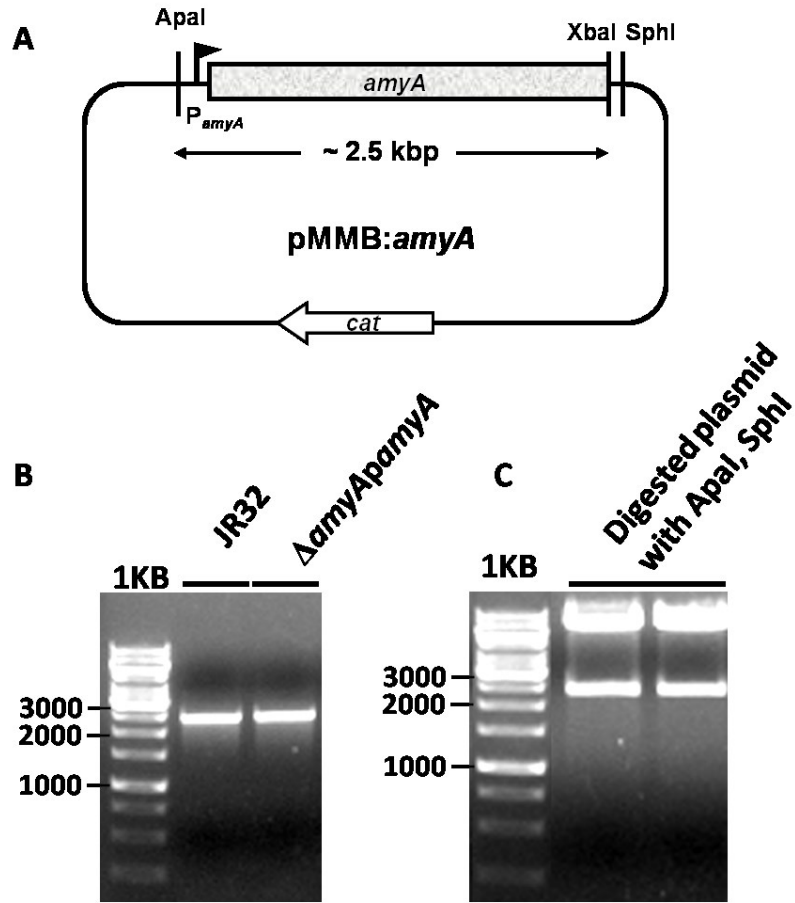 A
ApaI
XbaI SphI
amyA
PamyA
~ 2.5 kbp
pMMB:amyA
cat
B
JR32
ΔamyApamyA
1KB
3000
2000
1000
C
Digested plasmid
with ApaI, SphI
1KB
3000
2000
1000